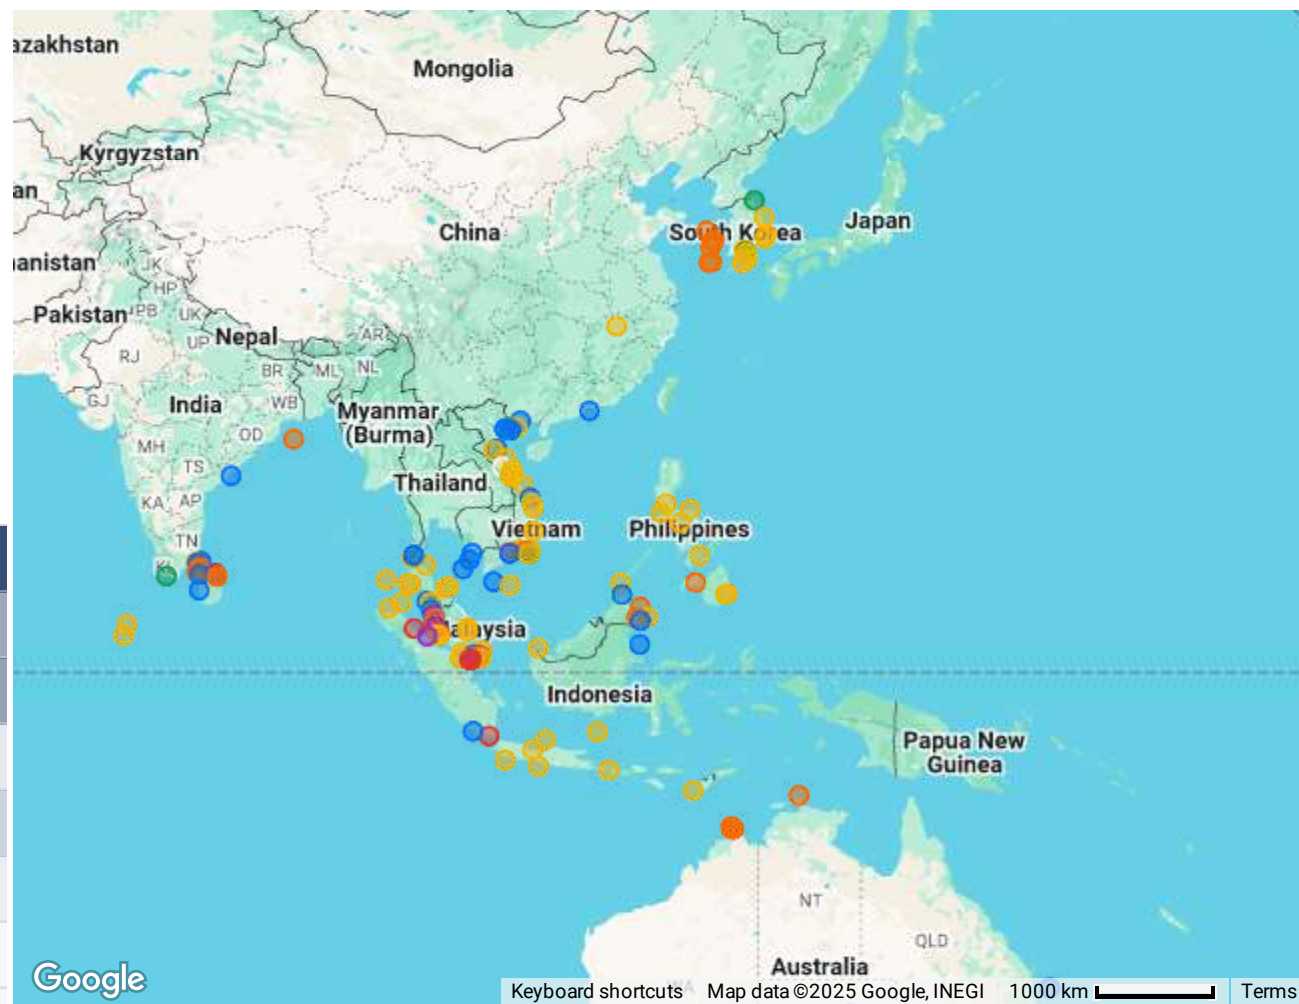 azakhstan
Mongolia
Kyrgyzstan
an
China
South Korea
Japan
anistan
JK
HP
Pakistan
PB
UK
UP
Nepal
AR
RJ
BR
ML
NL
GJ
India
WB
Myanmar
(Burma)
OD
MH
TS
Thailand
KA
AP
Vietnam
Philippines
TN
KL
Malaysia
Indonesia
Papua New
Guinea
NT
QLD
Australia
WA
Google
Keyboard shortcuts
Map data ©2025 Google, INEGI
1000 km
Terms